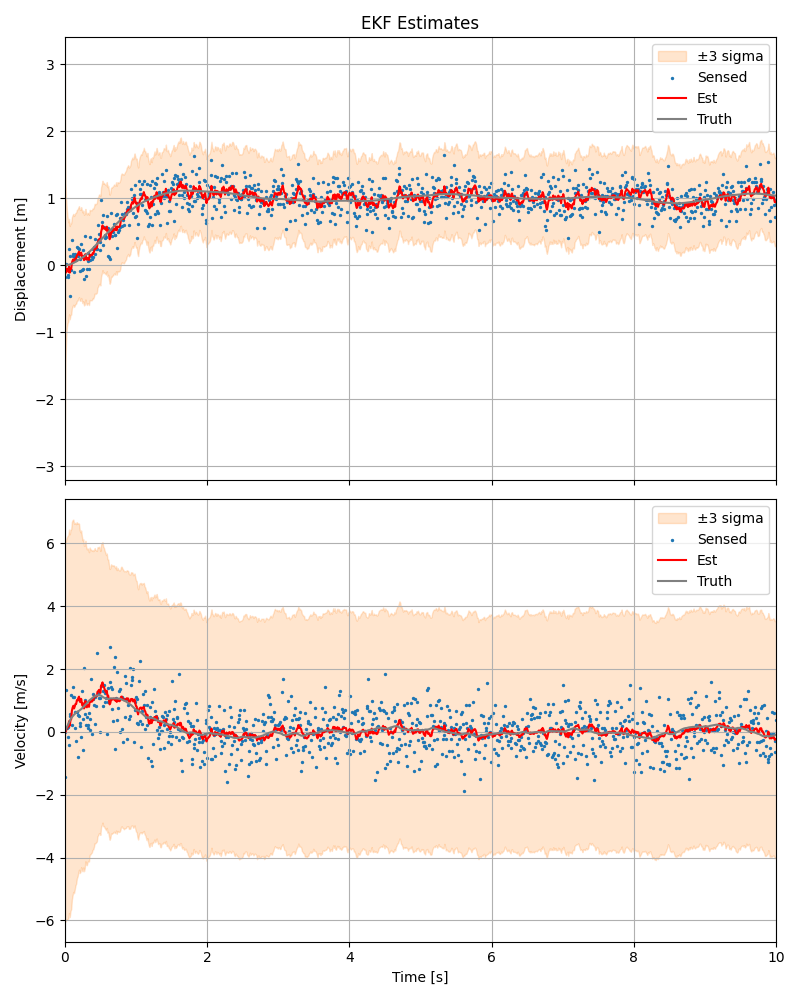 EKF Estimates
±3 sigma
Sensed
Est
Truth
3
2
1
0
−1
−2
−3
Displacement [m]
±3 sigma
Sensed
Est
Truth
6
4
2
0
−2
−4
−6
Velocity [m/s]
0 2 4 6 8 10
Time [s]